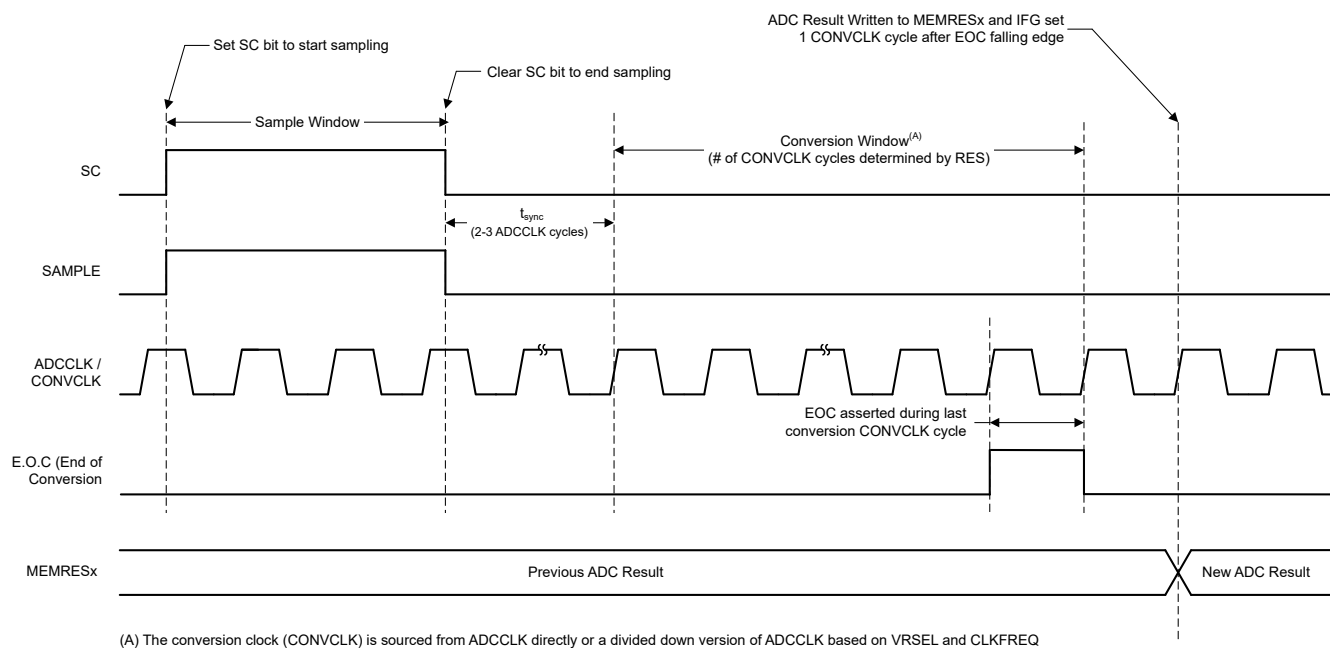 ADC Result Written to MEMRESx and IFG set
1 CONVCLK cycle after EOC falling edge
Set SC bit to start sampling
Clear SC bit to end sampling
Sample Window
Conversion Window(A)
(# of CONVCLK cycles determined by RES)
SC
tsync
(2-3 ADCCLK cycles)
SAMPLE
ADCCLK /
CONVCLK
EOC asserted during last
conversion CONVCLK cycle
E.O.C (End of
Conversion
MEMRESx
Previous ADC Result
New ADC Result
(A) The conversion clock (CONVCLK) is sourced from ADCCLK directly or a divided down version of ADCCLK based on VRSEL and CLKFREQ